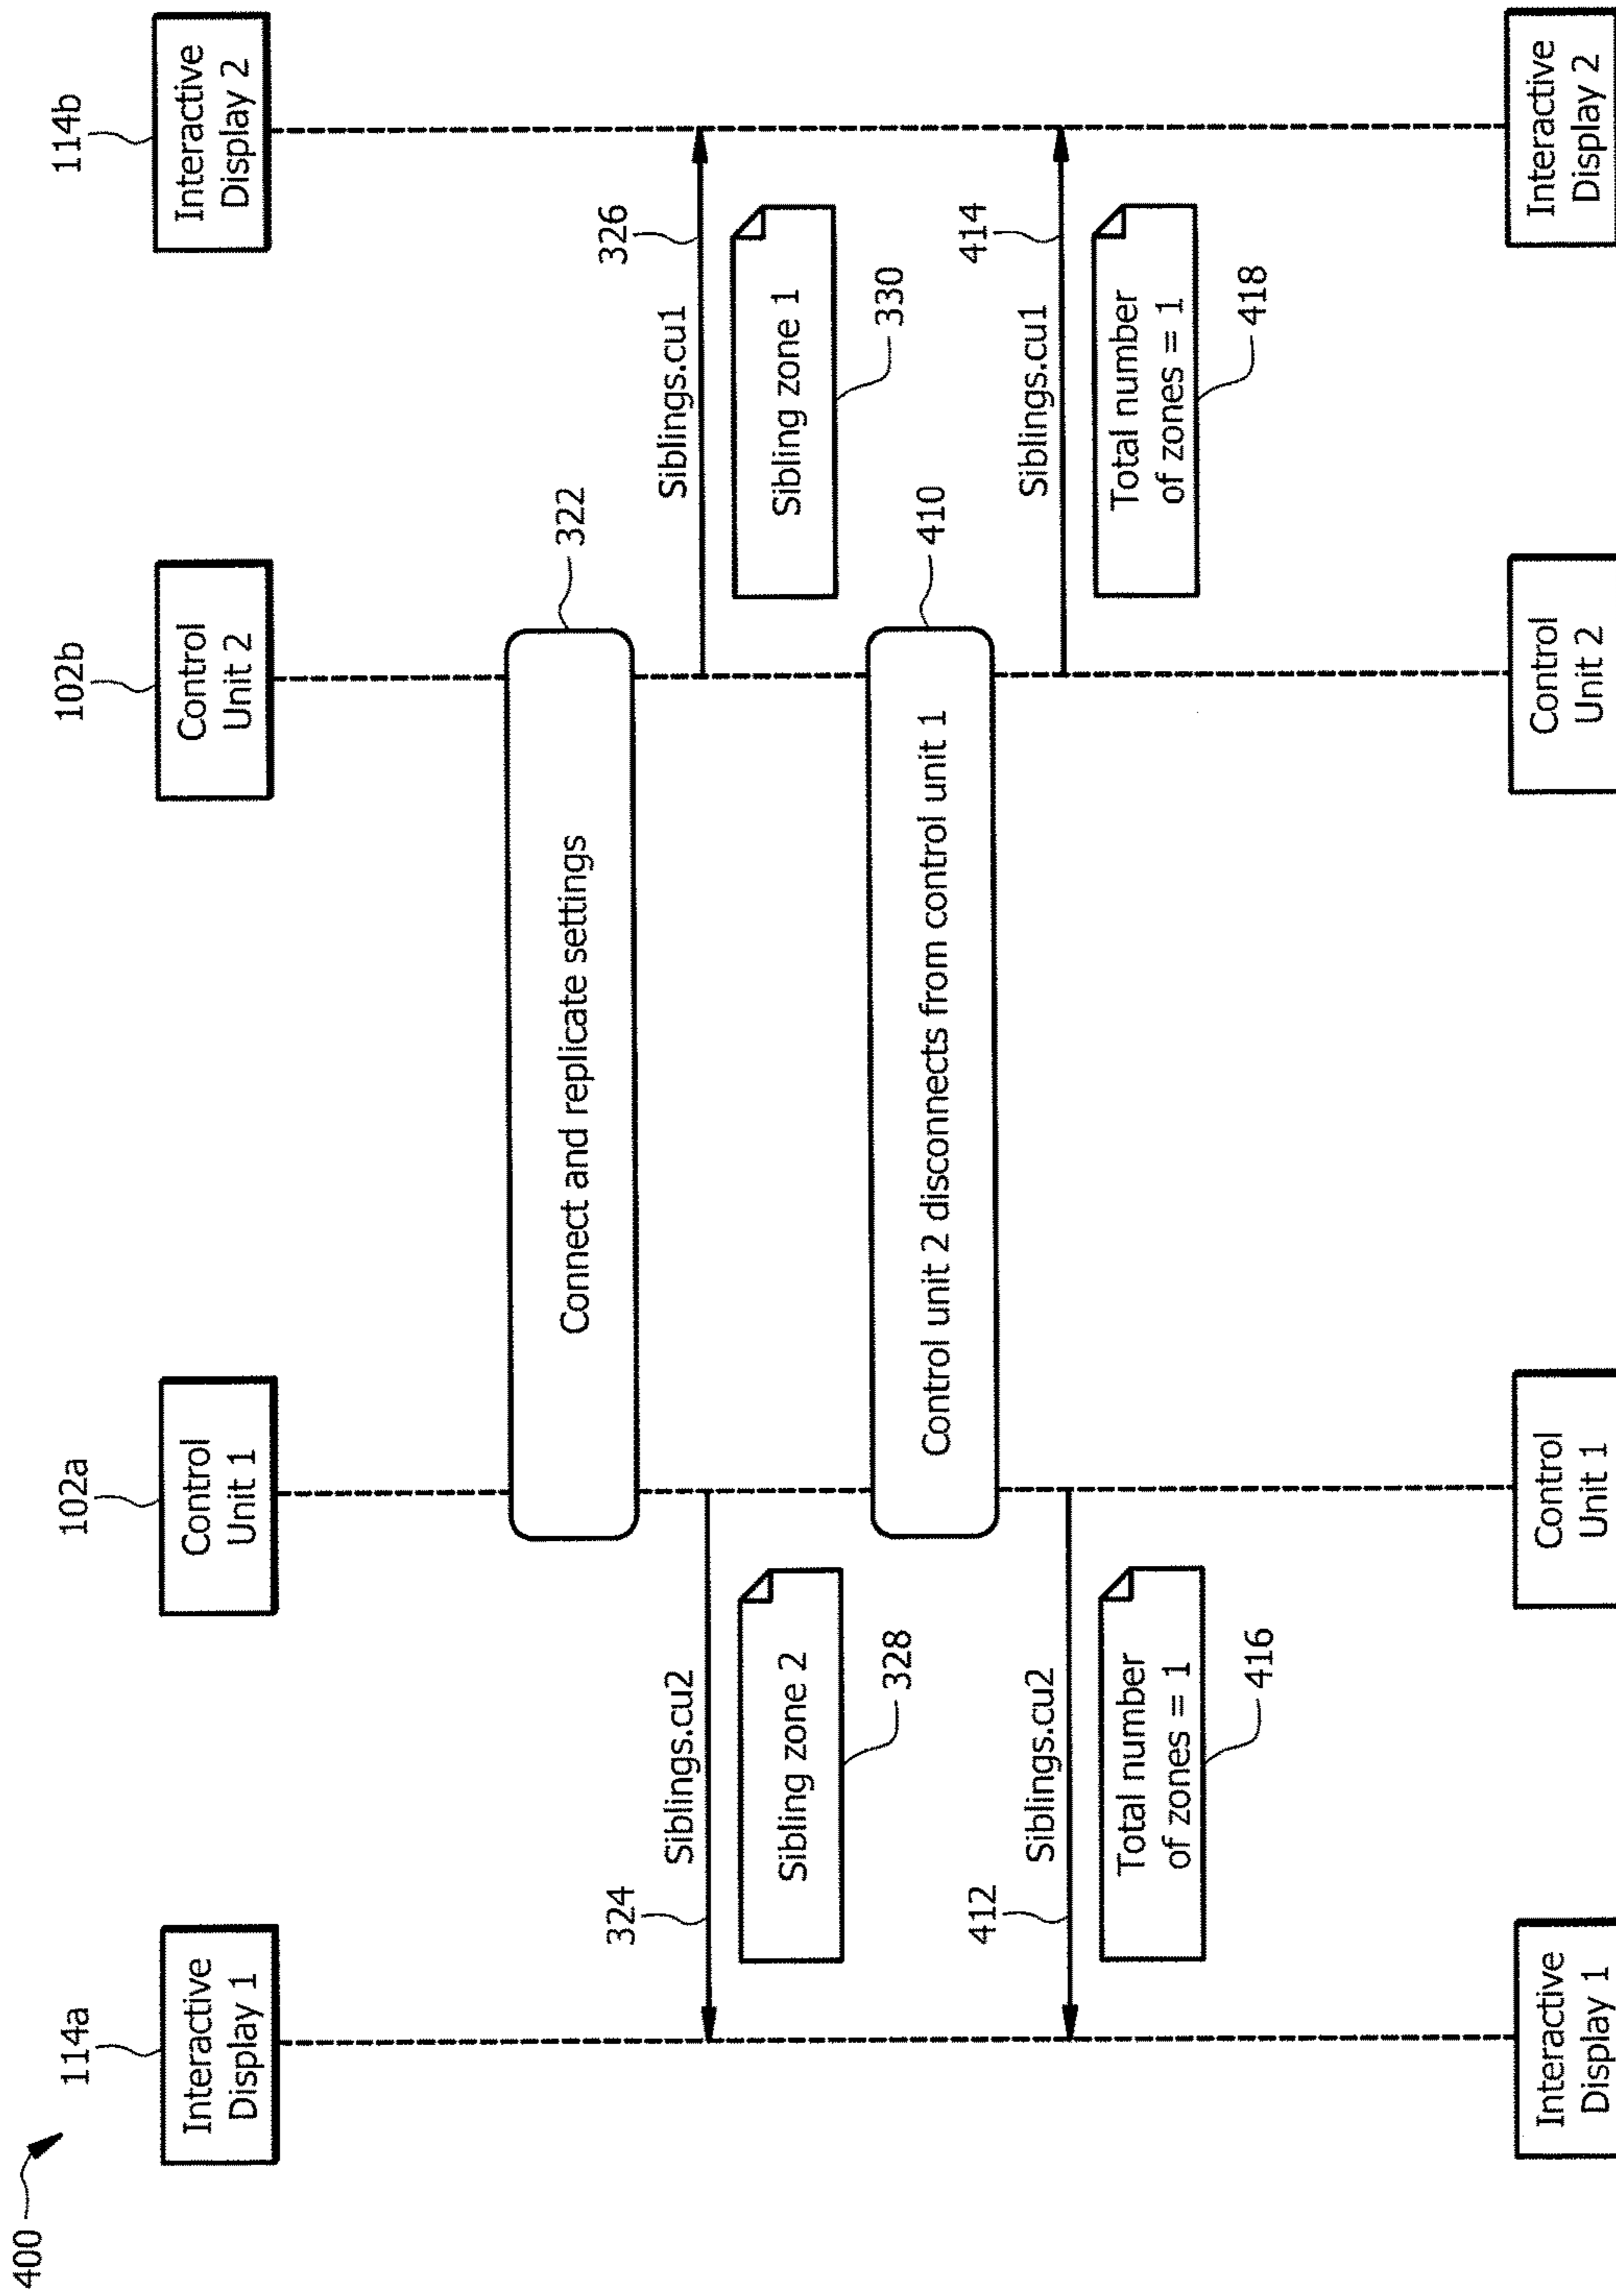 400
114a
102a
102b
114b
Interactive
Display 1
Control
Unit 1
Control
Unit 2
Interactive
Display 2
Connect and replicate settings
322
324
Siblings.cu2
Siblings.cu1
326
Sibling zone 2
328
Sibling zone 1
330
Control unit 2 disconnects from control unit 1
410
412
Siblings.cu2
Siblings.cu1
414
Total number
of zones = 1
416
Total number
of zones = 1
418
Interactive
Display 1
Control
Unit 1
Control
Unit 2
Interactive
Display 2